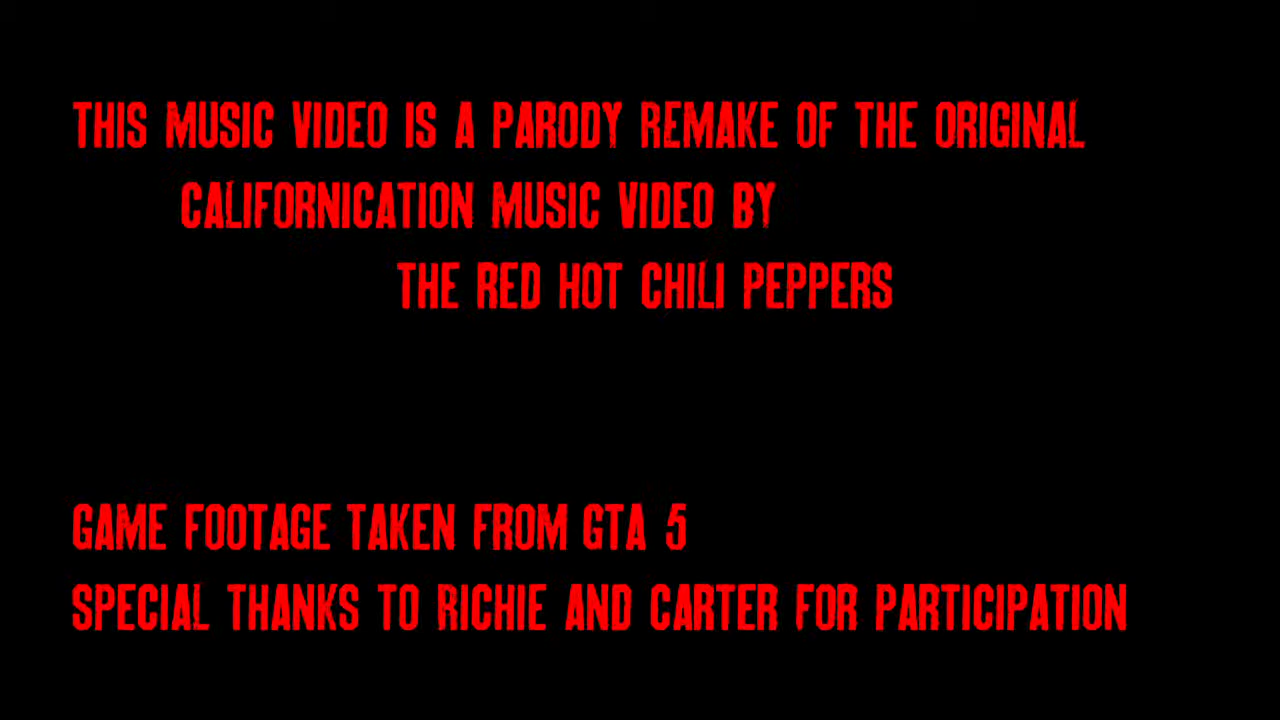 THIS MUSIC VIDEO IS A PARODY REMAKE OF THE ORIGINAL
CALIFORNICATION MUSIC VIDEO BY
THE RED HOT CHILI PEPPERS
GAME FOOTAGE TAKEN FROM GTA 5
SPECIAL THANKS TO RICHIE AND CARTER FOR PARTICIPATION